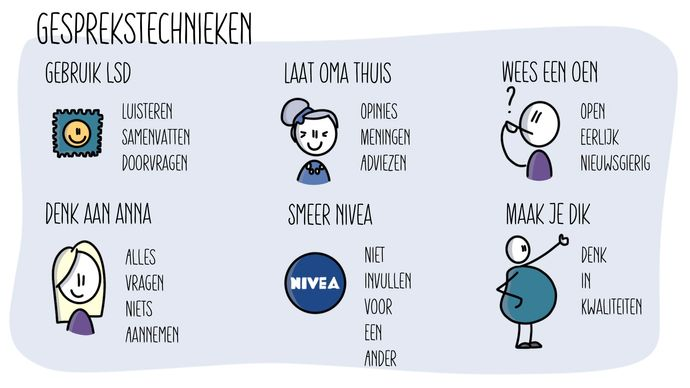 GESPREKSTECHNIEKEN
GEBRUIK LSD
LUISTEREN
SAMENVATTEN
DOORVRAGEN
LAAT OMA THUIS
OPINIES
MENINGEN
ADVIEZEN
WEES EEN OEN
?
OPEN
EERLIJK
NIEUWSGIERIG
DENK AAN ANNA
ALLES
VRAGEN
NIETS
AANNEMEN
SMEER NIVEA
NIVEA
NIET
INVULLEN
VOOR
EEN
ANDER
MAAK JE DIK
DENK
IN
KWALITEITEN